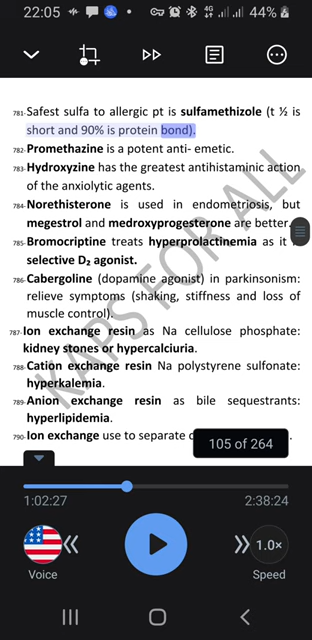 22:05 4G 44%
781- Safest sulfa to allergic pt is sulfamethizole (t ½ is
short and 90% is protein bond).
782- Promethazine is a potent anti- emetic.
783- Hydroxyzine has the greatest antihistaminic action
of the anxiolytic agents.
784- Norethisterone is used in endometriosis, but
megestrol and medroxyprogesterone are better.
785- Bromocriptine treats hyperprolactinemia as it
selective D₂ agonist.
786- Cabergoline (dopamine agonist) in parkinsonism:
relieve symptoms (shaking, stiffness and loss of
muscle control).
787- Ion exchange resin as Na cellulose phosphate:
kidney stones or hypercalciuria.
788- Cation exchange resin Na polystyrene sulfonate:
hyperkalemia.
789- Anion exchange resin as bile sequestrants:
hyperlipidemia.
790- Ion exchange use to separate
105 of 264
KAPS FOR ALL
1:02:27 2:38:24
1.0×
Voice Speed